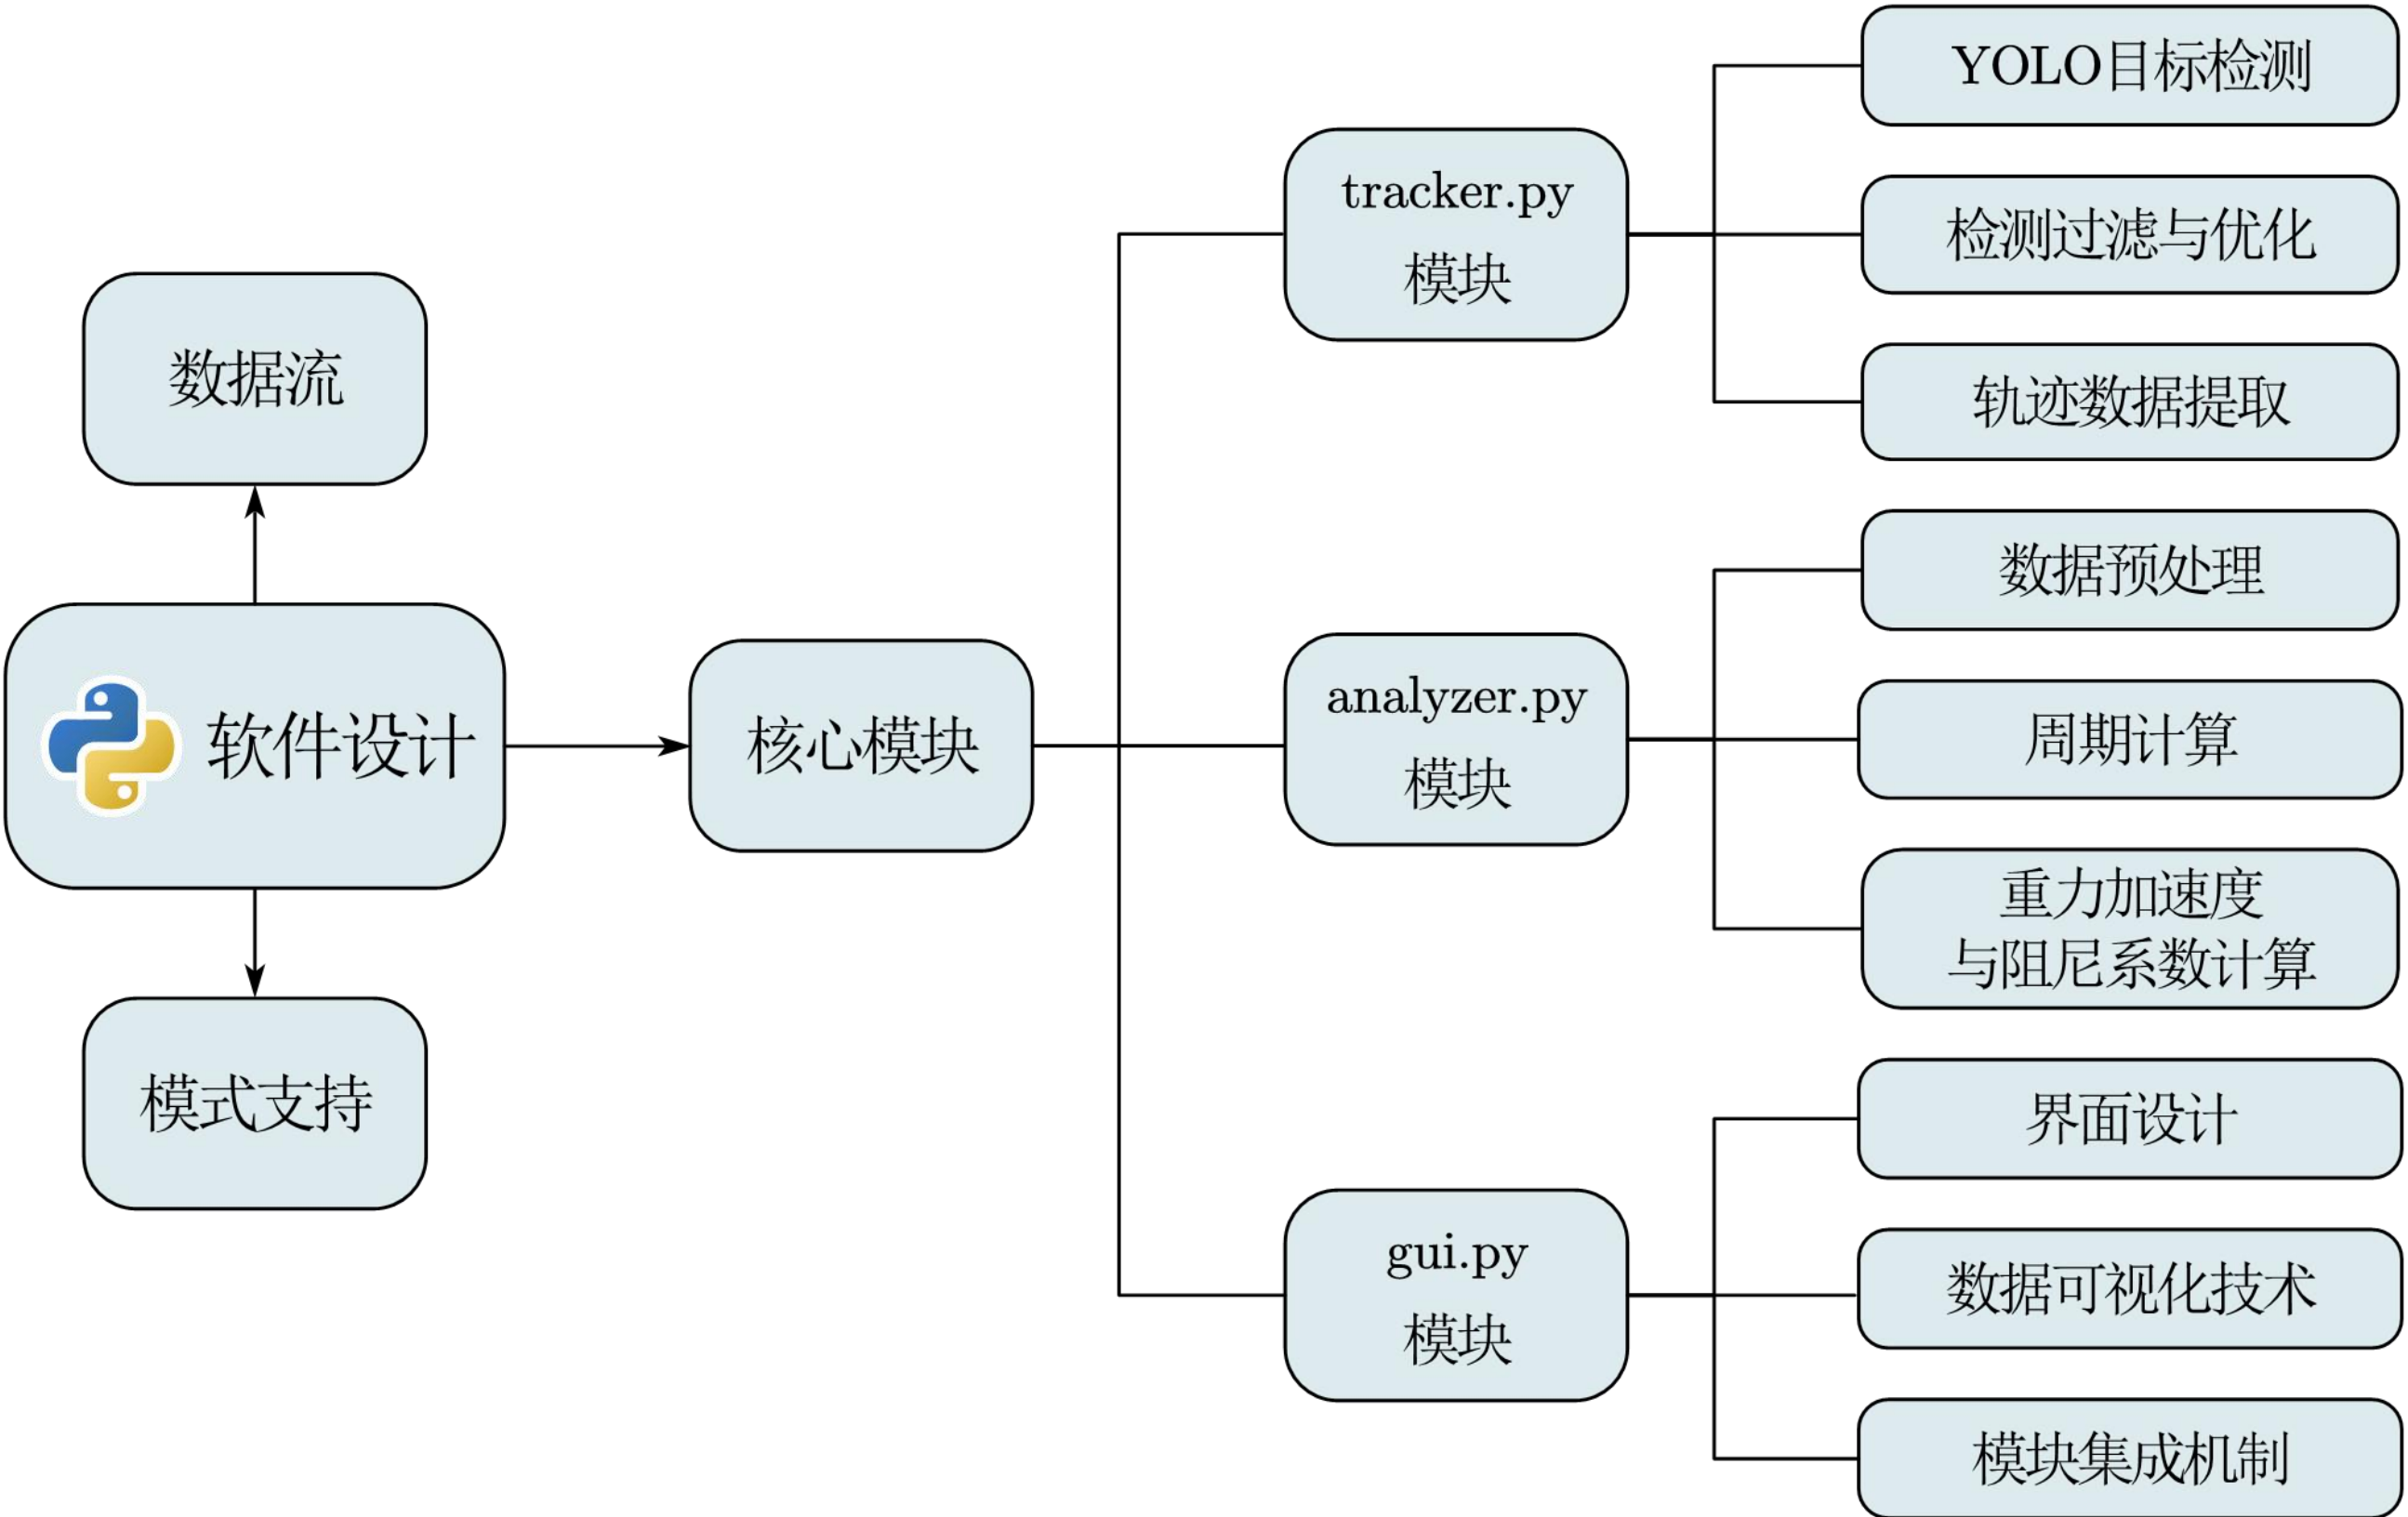 数据流
软件设计
模式支持
核心模块
tracker.py
模块
YOLO目标检测
检测过滤与优化
轨迹数据提取
analyzer.py
模块
数据预处理
周期计算
重力加速度
与阻尼系数计算
gui.py
模块
界面设计
数据可视化技术
模块集成机制